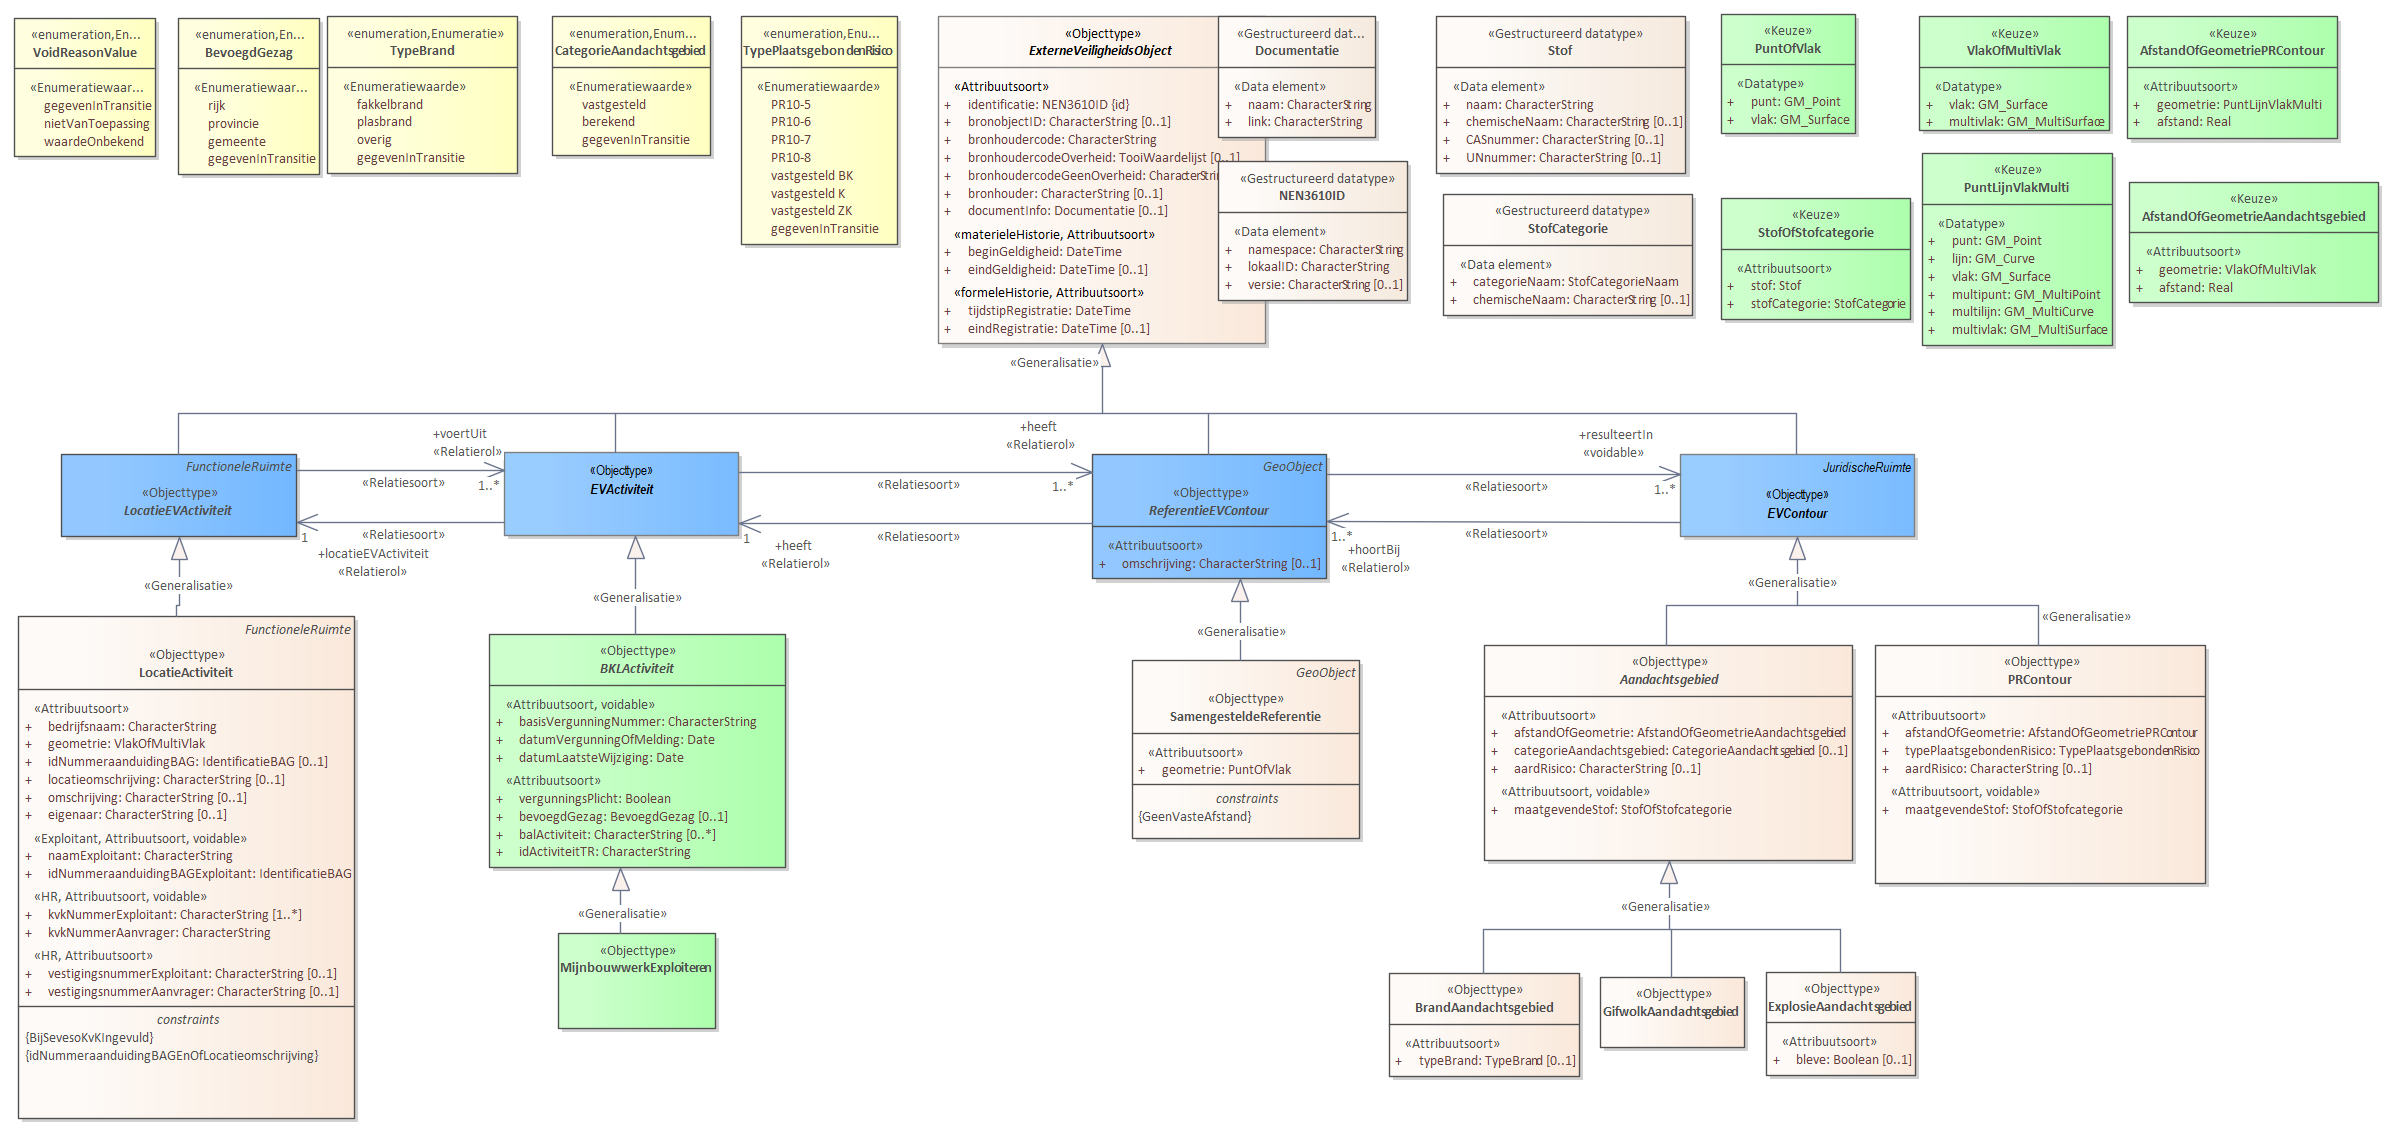 «enumeration,En...
VoidReasonValue
«Enumeratiewaar...
gegevenInTransitie
nietVanToepassing
waardeOnbekend
«enumeration,En...
BevoegdGezag
«Enumeratiewaar...
rijk
provincie
gemeente
gegevenInTransitie
«enumeration,Enumeratie»
TypeBrand
«Enumeratiewaarde»
fakkelbrand
plasbrand
overig
gegevenInTransitie
«enumeration,Enum...
CategorieAandachtsgebied
«Enumeratiewaarde»
vastgesteld
berekend
gegevenInTransitie
«enumeration,Enu...
TypePlaatsgebondenRisico
«Enumeratiewaarde»
PR10-5
PR10-6
PR10-7
PR10-8
vastgesteld BK
vastgesteld K
vastgesteld ZK
gegevenInTransitie
«Objecttype»
ExterneVeiligheidsObject
«Attribuutsoort»
+ identificatie: NEN3610ID {id}
+ bronobjectID: CharacterString [0..1]
+ bronhoudercode: CharacterString
+ bronhoudercodeOverheid: TooiWaardelijst [0..1]
+ bronhoudercodeGeenOverheid: CharacterStrin
+ bronhouder: CharacterString [0..1]
+ documentInfo: Documentatie [0..1]
«materieleHistorie, Attribuutsoort»
+ beginGeldigheid: DateTime
+ eindGeldigheid: DateTime [0..1]
«formeleHistorie, Attribuutsoort»
+ tijdstipRegistratie: DateTime
+ eindRegistratie: DateTime [0..1]
«Gestructureerd dat...
Documentatie
«Data element»
+ naam: CharacterString
+ link: CharacterString
«Gestructureerd datatype»
NEN3610ID
«Data element»
+ namespace: CharacterString
+ lokaalID: CharacterString
+ versie: CharacterString [0..1]
«Gestructureerd datatype»
Stof
«Data element»
+ naam: CharacterString
+ chemischeNaam: CharacterString [0..1]
+ CASnummer: CharacterString [0..1]
+ UNnummer: CharacterString [0..1]
«Gestructureerd datatype»
StofCategorie
«Data element»
+ categorieNaam: StofCategorieNaam
+ chemischeNaam: CharacterString [0..1]
«Keuze»
PuntOfVlak
«Datatype»
+ punt: GM_Point
+ vlak: GM_Surface
«Keuze»
StofOfStofcategorie
«Attribuutsoort»
+ stof: Stof
+ stofCategorie: StofCategorie
«Keuze»
VlakOfMultiVlak
«Datatype»
+ vlak: GM_Surface
+ multivlak: GM_MultiSurface
«Keuze»
PuntLijnVlakMulti
«Datatype»
+ punt: GM_Point
+ lijn: GM_Curve
+ vlak: GM_Surface
+ multipunt: GM_MultiPoint
+ multilijn: GM_MultiCurve
+ multivlak: GM_MultiSurface
«Keuze»
AfstandOfGeometriePRContour
«Attribuutsoort»
+ geometrie: PuntLijnVlakMulti
+ afstand: Real
«Keuze»
AfstandOfGeometrieAandachtsgebied
«Attribuutsoort»
+ geometrie: VlakOfMultiVlak
+ afstand: Real
«Generalisatie»
FunctioneleRuimte
«Objecttype»
LocatieEVActiviteit
+voertUit
«Relatierol»
«Relatiesoort»
1..*
«Relatiesoort»
1
+locatieEVActiviteit
«Relatierol»
«Objecttype»
EVActiviteit
+heeft
«Relatierol»
«Relatiesoort»
1..*
«Relatiesoort»
1
+heeft
«Relatierol»
GeoObject
«Objecttype»
ReferentieEVContour
«Attribuutsoort»
+ omschrijving: CharacterString [0..1]
+resulteertIn
«voidable»
«Relatiesoort»
1..*
«Relatiesoort»
1..*
+hoortBij
«Relatierol»
JuridischeRuimte
«Objecttype»
EVContour
«Generalisatie»
FunctioneleRuimte
«Objecttype»
LocatieActiviteit
«Attribuutsoort»
+ bedrijfsnaam: CharacterString
+ geometrie: VlakOfMultiVlak
+ idNummeraanduidingBAG: IdentificatieBAG [0..1]
+ locatieomschrijving: CharacterString [0..1]
+ omschrijving: CharacterString [0..1]
+ eigenaar: CharacterString [0..1]
«Exploitant, Attribuutsoort, voidable»
+ naamExploitant: CharacterString
+ idNummeraanduidingBAGExploitant: IdentificatieBAG
«HR, Attribuutsoort, voidable»
+ kvkNummerExploitant: CharacterString [1..*]
+ kvkNummerAanvrager: CharacterString
«HR, Attribuutsoort»
+ vestigingsnummerExploitant: CharacterString [0..1]
+ vestigingsnummerAanvrager: CharacterString [0..1]
constraints
{BijSevesoKvKIngevuld}
{idNummeraanduidingBAGEnOfLocatieomschrijving}
«Generalisatie»
«Objecttype»
BKLActiviteit
«Attribuutsoort, voidable»
+ basisVergunningNummer: CharacterString
+ datumVergunningOfMelding: Date
+ datumLaatsteWijziging: Date
«Attribuutsoort»
+ vergunningsPlicht: Boolean
+ bevoegdGezag: BevoegdGezag [0..1]
+ balActiviteit: CharacterString [0..*]
+ idActiviteitTR: CharacterString
«Generalisatie»
«Objecttype»
MijnbouwwerkExploiteren
«Generalisatie»
GeoObject
«Objecttype»
SamengesteldeReferentie
«Attribuutsoort»
+ geometrie: PuntOfVlak
constraints
{GeenVasteAfstand}
«Generalisatie»
«Generalisatie»
«Objecttype»
Aandachtsgebied
«Attribuutsoort»
+ afstandOfGeometrie: AfstandOfGeometrieAandachtsgebied
+ categorieAandachtsgebied: CategorieAandachtsgebied [0..1]
+ aardRisico: CharacterString [0..1]
«Attribuutsoort, voidable»
+ maatgevendeStof: StofOfStofcategorie
«Objecttype»
PRContour
«Attribuutsoort»
+ afstandOfGeometrie: AfstandOfGeometriePRContour
+ typePlaatsgebondenRisico: TypePlaatsgebondenRisico
+ aardRisico: CharacterString [0..1]
«Attribuutsoort, voidable»
+ maatgevendeStof: StofOfStofcategorie
«Generalisatie»
«Objecttype»
BrandAandachtsgebied
«Attribuutsoort»
+ typeBrand: TypeBrand [0..1]
«Objecttype»
GifwolkAandachtsgebied
«Objecttype»
ExplosieAandachtsgebied
«Attribuutsoort»
+ bleve: Boolean [0..1]